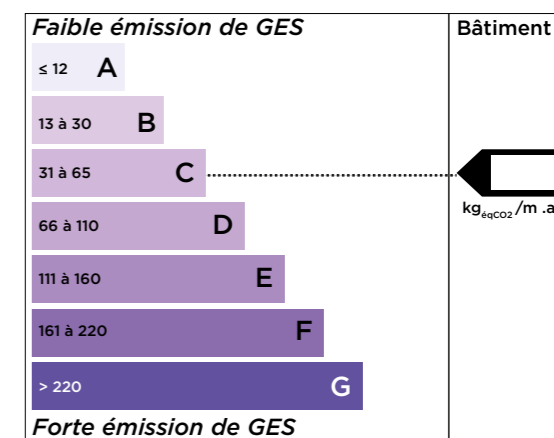 Faible émission de GES
Bâtiment
≤ 12 A
13 à 30 B
31 à 65 C
kgéqCO2/m .a
66 à 110 D
111 à 160 E
161 à 220 F
> 220 G
Forte émission de GES